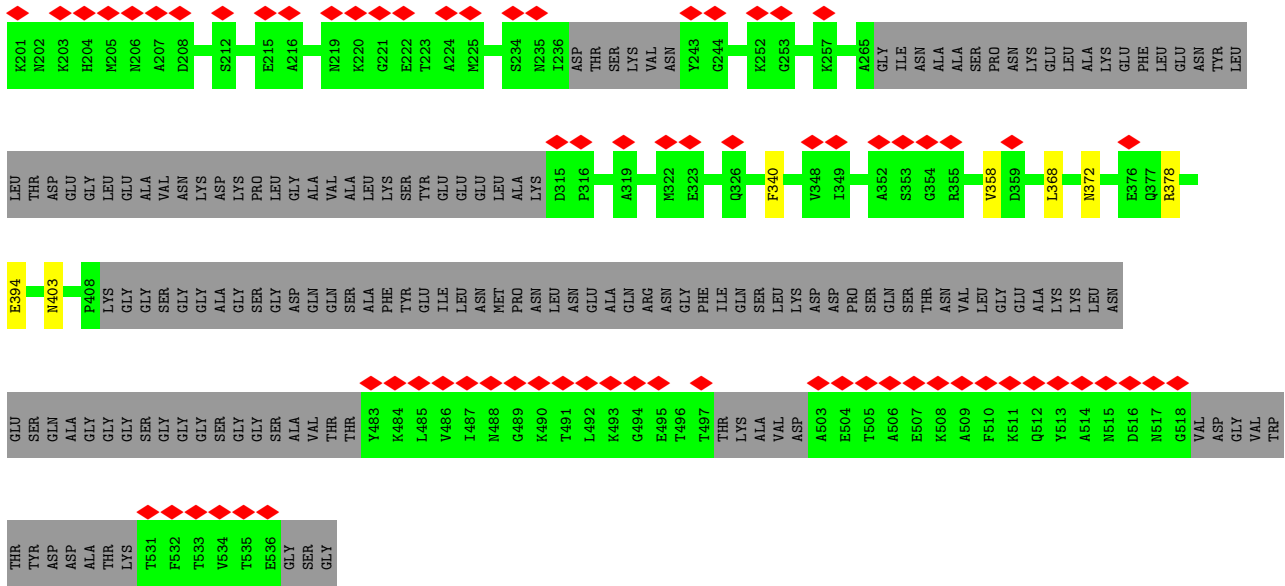 K201 N202 K203 H204 M205 N206 A207 D208 S212 E215 A216 N219 K220 G221 E222 T223 A224 M225 S234 N235 I236 ASP THR SER LYS VAL ASN Y243 G244 K252 G253 K257 A265 GLY ILE ASN ALA ALA SER PRO ASN LYS GLU LEU ALA LYS GLU PHE LEU GLU ASN TYR LEU
LEU THR ASP GLU GLY LEU GLU ALA VAL ASN LYS ASP LYS PRO LEU GLY ALA VAL ALA LEU LYS SER TYR GLU GLU GLU LEU ALA LYS D315 P316 A319 M322 E323 Q326 F340 V348 I349 A352 S353 G354 R355 V358 D359 L368 N372 E376 Q377 R378
E394 N403 P408 LYS GLY GLY SER GLY GLY ALA GLY SER GLY ASP GLN GLN SER ALA PHE TYR GLU ILE LEU ASN MET PRO ASN LEU ASN GLU ALA GLN ARG ASN GLY PHE ILE GLN SER LEU LYS ASP ASP PRO SER GLN SER THR ASN VAL LEU GLY GLU ALA LYS LYS LEU ASN
GLU SER GLN ALA GLY GLY GLY SER GLY GLY GLY SER GLY GLY SER ALA VAL THR THR Y483 K484 L485 V486 I487 N488 G489 K490 T491 L492 K493 G494 E495 T496 T497 THR LYS ALA VAL ASP A503 E504 T505 A506 E507 K508 A509 F510 K511 Q512 Y513 A514 N515 D516 N517 G518 VAL ASP GLY VAL TRP
THR TYR ASP ASP ALA THR LYS T531 F532 T533 V534 T535 E536 GLY SER GLY